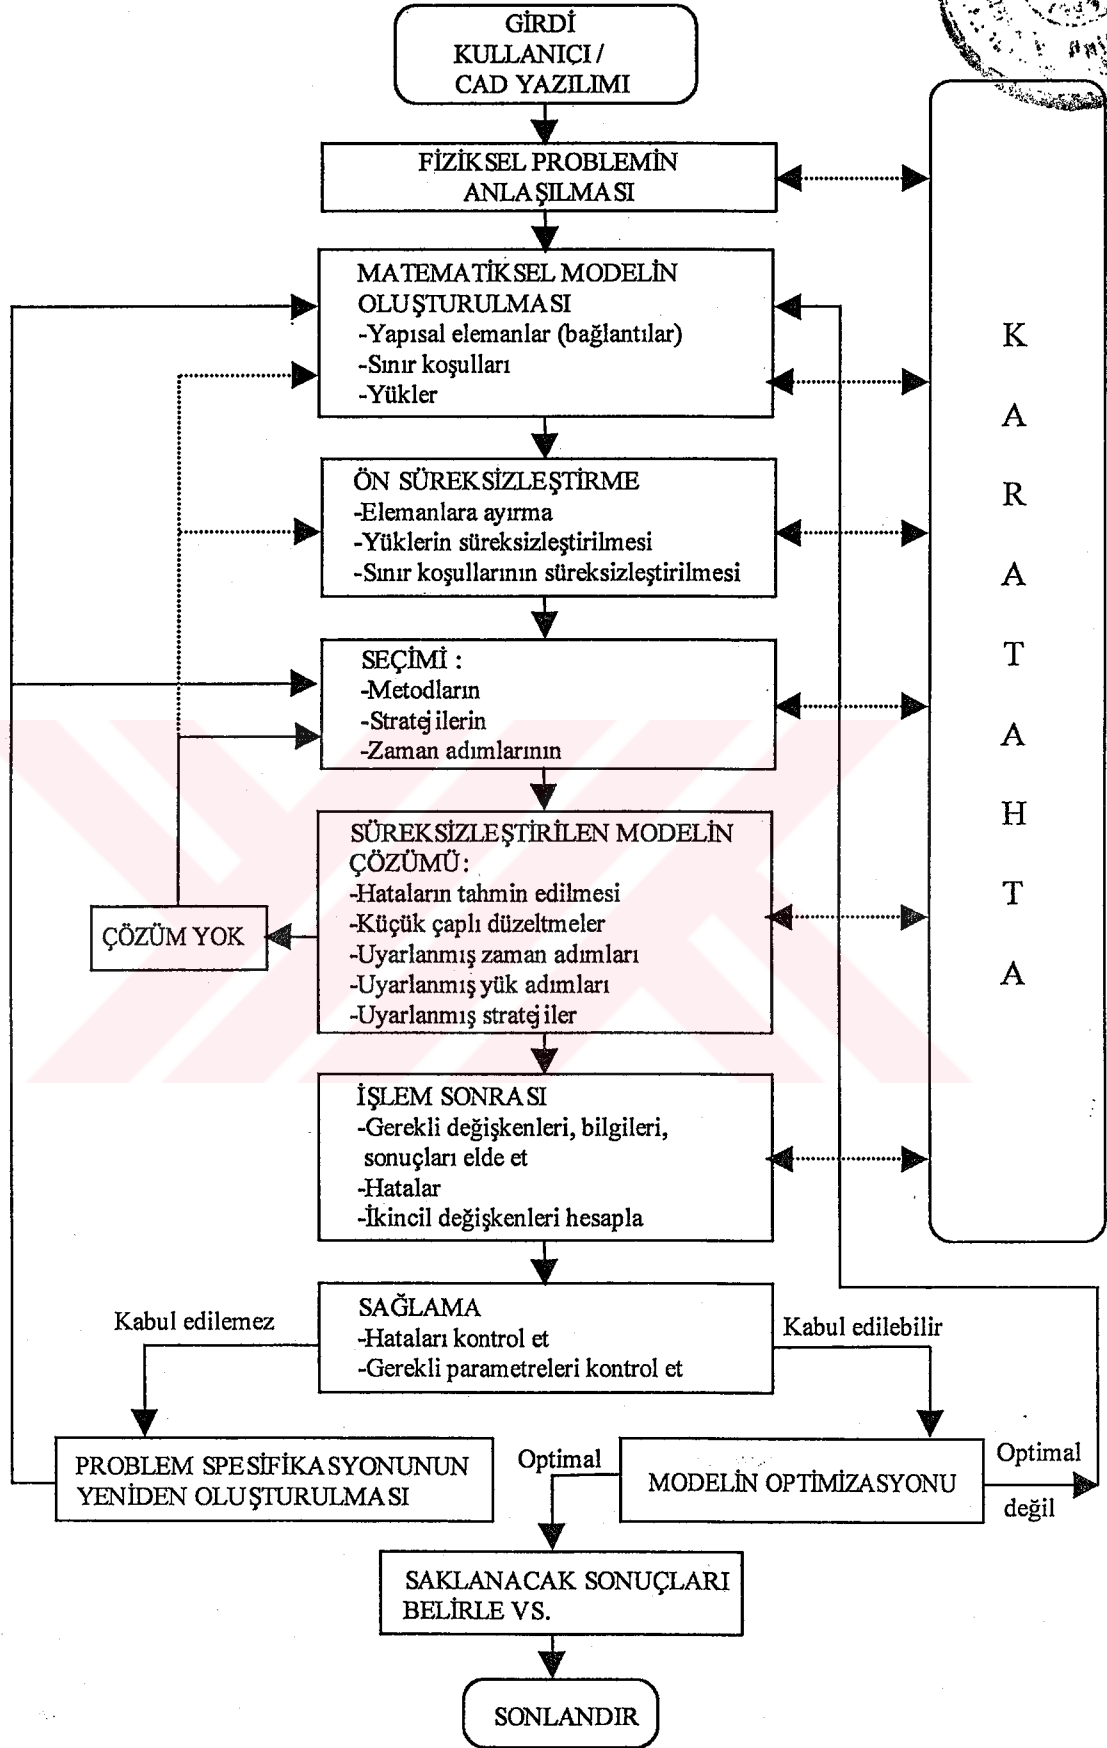 GİRDİ
KULLANICI /
CAD YAZILIMI
FİZİKSEL PROBLEMİN
ANLAŞILMASI
MATEMATİKSEL MODELİN
OLUŞTURULMASI
-Yapısal elemanlar (bağlantılar)
-Sınır koşulları
-Yükler
ÖN SÜREKSİZLEŞTİRME
-Elemanlara ayırma
-Yüklerin süreksizleştirilmesi
-Sınır koşullarının süreksizleştirilmesi
SEÇİMİ :
-Metodların
-Stratejilerin
-Zaman adımlarının
SÜREKSİZLEŞTİRİLEN MODELİN
ÇÖZÜMÜ:
-Hataların tahmin edilmesi
-Küçük çaplı düzeltmeler
-Uyarlanmış zaman adımları
-Uyarlanmış yük adımları
-Uyarlanmış stratejiler
ÇÖZÜM YOK
İŞLEM SONRASI
-Gerekli değişkenleri, bilgileri,
sonuçları elde et
-Hatalar
-İkincil değişkenleri hesapla
K
A
R
A
T
A
H
T
A
SAĞLAMA
-Hataları kontrol et
-Gerekli parametreleri kontrol et
Kabul edilemez
Kabul edilebilir
PROBLEM SPESİFİKASYONUNUN
YENİDEN OLUŞTURULMASI
Optimal
MODELİN OPTİMİZASYONU
Optimal
değil
SAKLANACAK SONUÇLARI
BELİRLE VS.
SONLANDIR